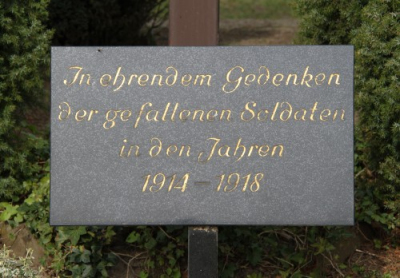 In ehrendem Gedenken
der gefallenen Soldaten
in den Jahren
1914 - 1918